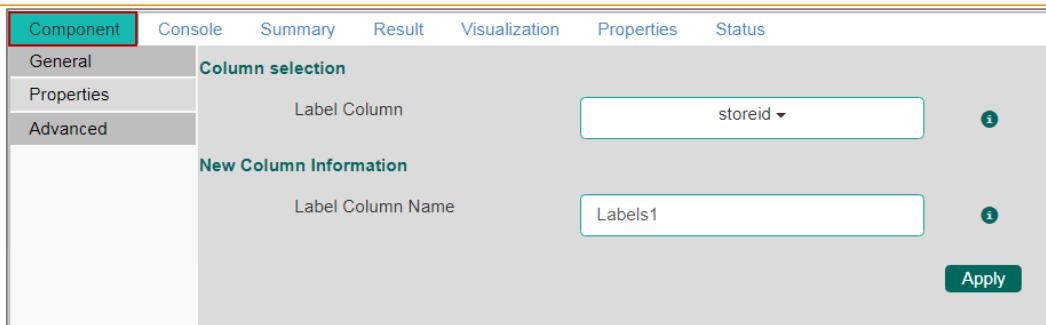 Component Console Summary Result Visualization Properties Status
General
Column selection
Properties
Label Column storeid
Advanced
New Column Information
Label Column Name Labels1
Apply